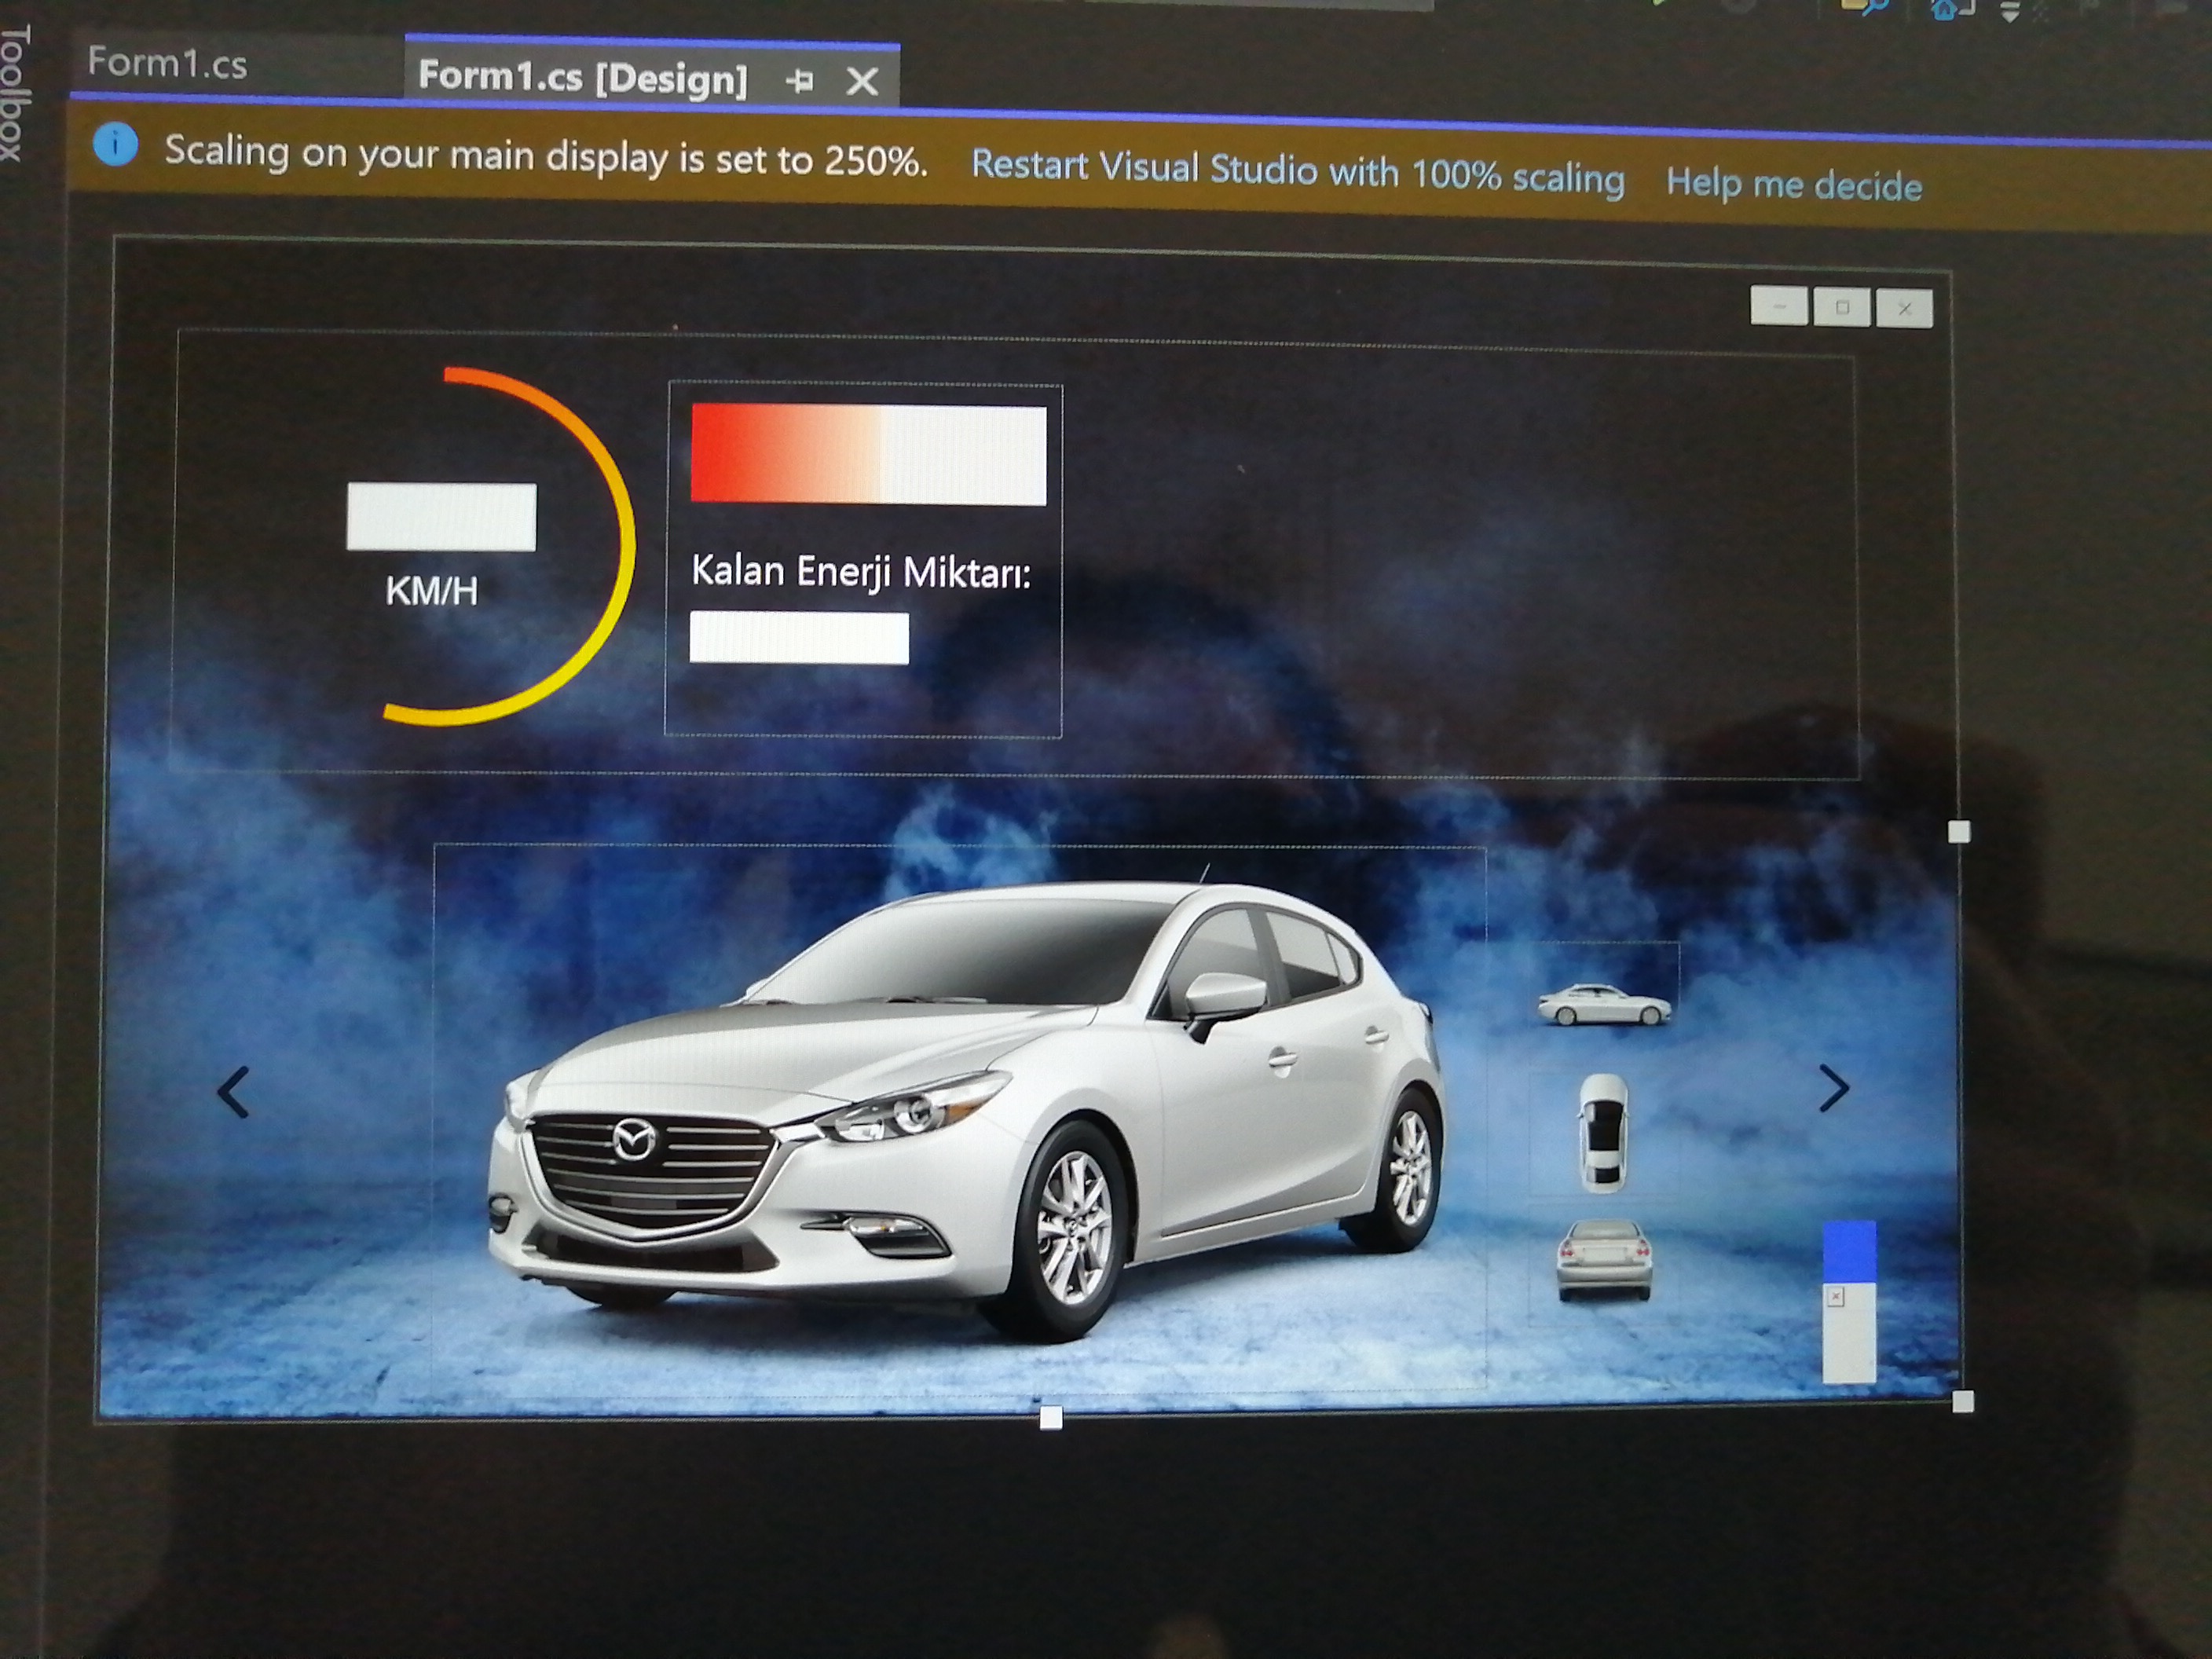 Toolbox
Form1.cs
Form1.cs [Design]
Scaling on your main display is set to 250%. Restart Visual Studio with 100% scaling Help me decide
KM/H
Kalan Enerji Miktarı: